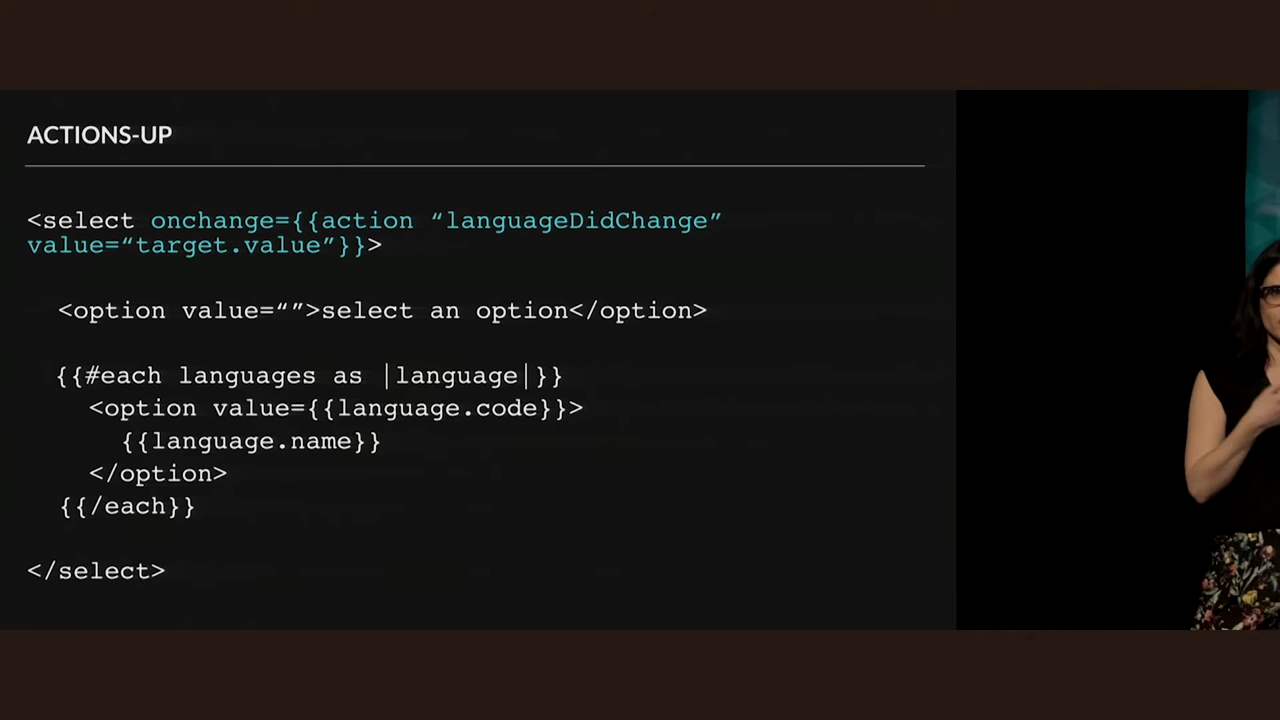 ACTIONS-UP
<select onchange={{action “languageDidChange”
value=“target.value”}}>
<option value=“”>select an option</option>
{{#each languages as |language|}}
<option value={{language.code}}>
{{language.name}}
</option>
{{/each}}
</select>